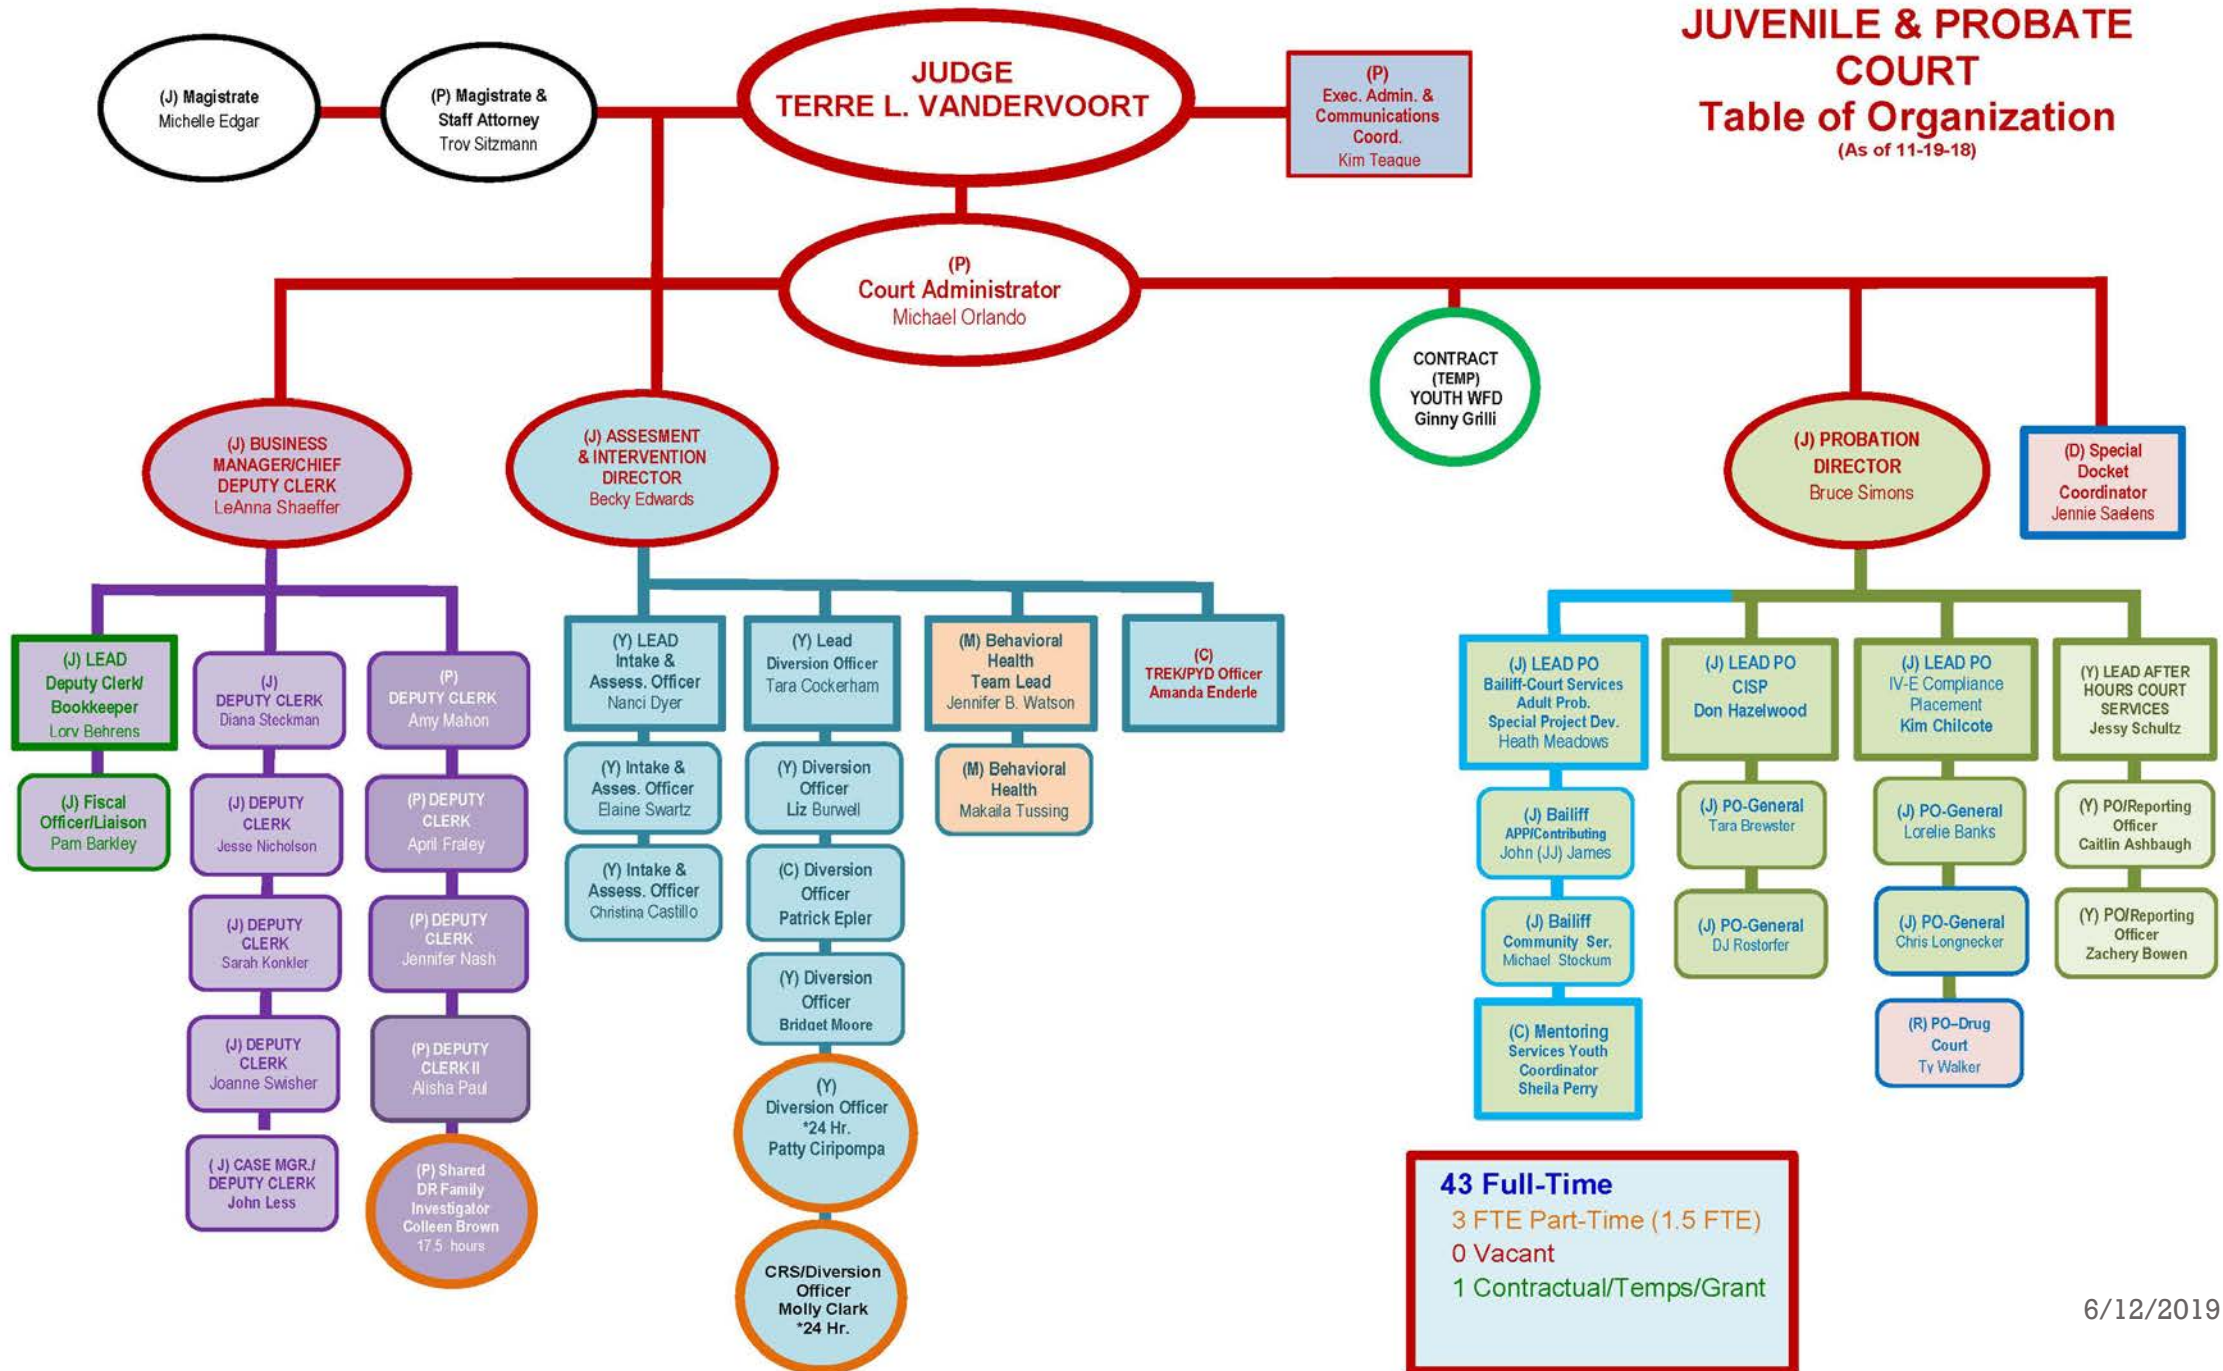 JUVENILE & PROBATE
COURT
Table of Organization
(As of 11-19-18)
(J) Magistrate
Michelle Edgar
(P) Magistrate &
Staff Attorney
Troy Sitzmann
JUDGE
TERRE L. VANDERVOORT
(P)
Exec. Admin. &
Communications
Coord.
Kim Teague
(P)
Court Administrator
Michael Orlando
CONTRACT
(TEMP)
YOUTH WFD
Ginny Grilli
(J) BUSINESS
MANAGER/CHIEF
DEPUTY CLERK
LeAnna Shaeffer
(J) ASSESMENT
& INTERVENTION
DIRECTOR
Becky Edwards
(J) PROBATION
DIRECTOR
Bruce Simons
(D) Special
Docket
Coordinator
Jennie Saelens
(J) LEAD
Deputy Clerk/
Bookkeeper
Lory Behrens
(J) Fiscal
Officer/Liaison
Pam Barkley
(J)
DEPUTY CLERK
Diana Steckman
(J) DEPUTY
CLERK
Jesse Nicholson
(J) DEPUTY
CLERK
Sarah Konkler
(J) DEPUTY
CLERK
Joanne Swisher
( J) CASE MGR./
DEPUTY CLERK
John Less
(P)
DEPUTY CLERK
Amy Mahon
(P) DEPUTY
CLERK
April Fraley
(P) DEPUTY
CLERK
Jennifer Nash
(P) DEPUTY
CLERK II
Alisha Paul
(P) Shared
DR Family
Investigator
Colleen Brown
17.5 hours
(Y) LEAD
Intake &
Assess. Officer
Nanci Dyer
(Y) Intake &
Asses. Officer
Elaine Swartz
(Y) Intake &
Assess. Officer
Christina Castillo
(Y) Lead
Diversion Officer
Tara Cockerham
(Y) Diversion
Officer
Liz Burwell
(C) Diversion
Officer
Patrick Epler
(Y) Diversion
Officer
Bridget Moore
(Y)
Diversion Officer
*24 Hr.
Patty Ciripompa
CRS/Diversion
Officer
Molly Clark
*24 Hr.
(M) Behavioral
Health
Team Lead
Jennifer B. Watson
(M) Behavioral
Health
Makaila Tussing
(C)
TREK/PYD Officer
Amanda Enderle
(J) LEAD PO
Bailiff-Court Services
Adult Prob.
Special Project Dev.
Heath Meadows
(J) Bailiff
APP/Contributing
John (JJ) James
(J) Bailiff
Community Ser.
Michael Stockum
(C) Mentoring
Services Youth
Coordinator
Sheila Perry
(J) LEAD PO
CISP
Don Hazelwood
(J) PO-General
Tara Brewster
(J) PO-General
DJ Rostorfer
(J) LEAD PO
IV-E Compliance
Placement
Kim Chilcote
(J) PO-General
Lorelie Banks
(J) PO-General
Chris Longnecker
(R) PO–Drug
Court
Ty Walker
(Y) LEAD AFTER
HOURS COURT
SERVICES
Jessy Schultz
(Y) PO/Reporting
Officer
Caitlin Ashbaugh
(Y) PO/Reporting
Officer
Zachery Bowen
43 Full-Time
3 FTE Part-Time (1.5 FTE)
0 Vacant
1 Contractual/Temps/Grant
6/12/2019